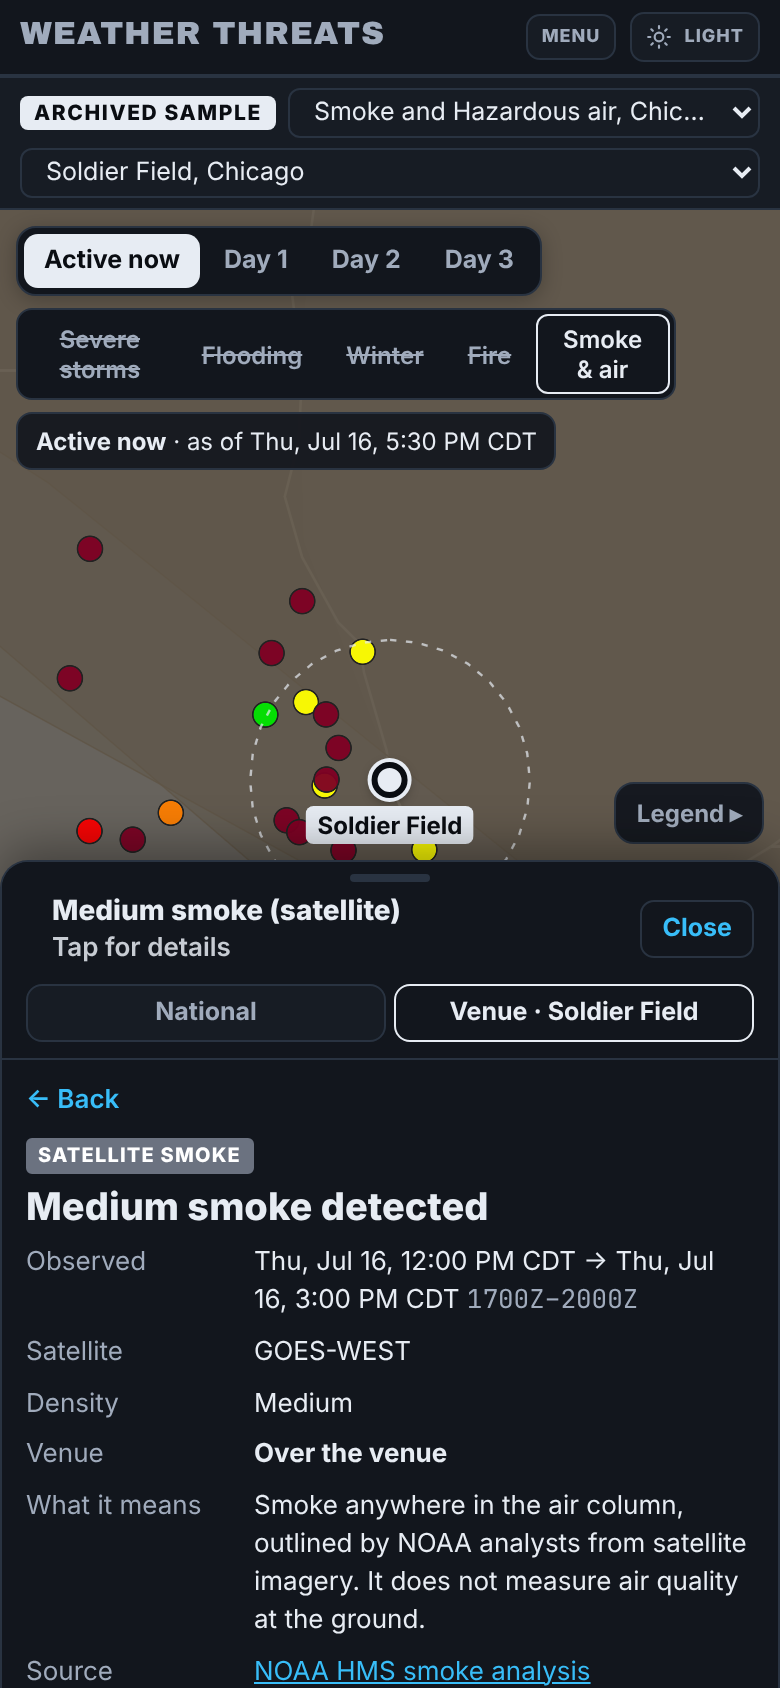 WEATHER THREATS
MENU
LIGHT
ARCHIVED SAMPLE
Smoke and Hazardous air, Chic...
Soldier Field, Chicago
Active now
Day 1
Day 2
Day 3
Severe
storms
Flooding
Winter
Fire
Smoke
& air
Active now · as of Thu, Jul 16, 5:30 PM CDT
Soldier Field
Legend ▸
Medium smoke (satellite)
Tap for details
Close
National
Venue · Soldier Field
← Back
SATELLITE SMOKE
Medium smoke detected
Observed
Thu, Jul 16, 12:00 PM CDT → Thu, Jul
16, 3:00 PM CDT 1700Z–2000Z
Satellite
GOES-WEST
Density
Medium
Venue
Over the venue
What it means
Smoke anywhere in the air column,
outlined by NOAA analysts from satellite
imagery. It does not measure air quality
at the ground.
Source
NOAA HMS smoke analysis